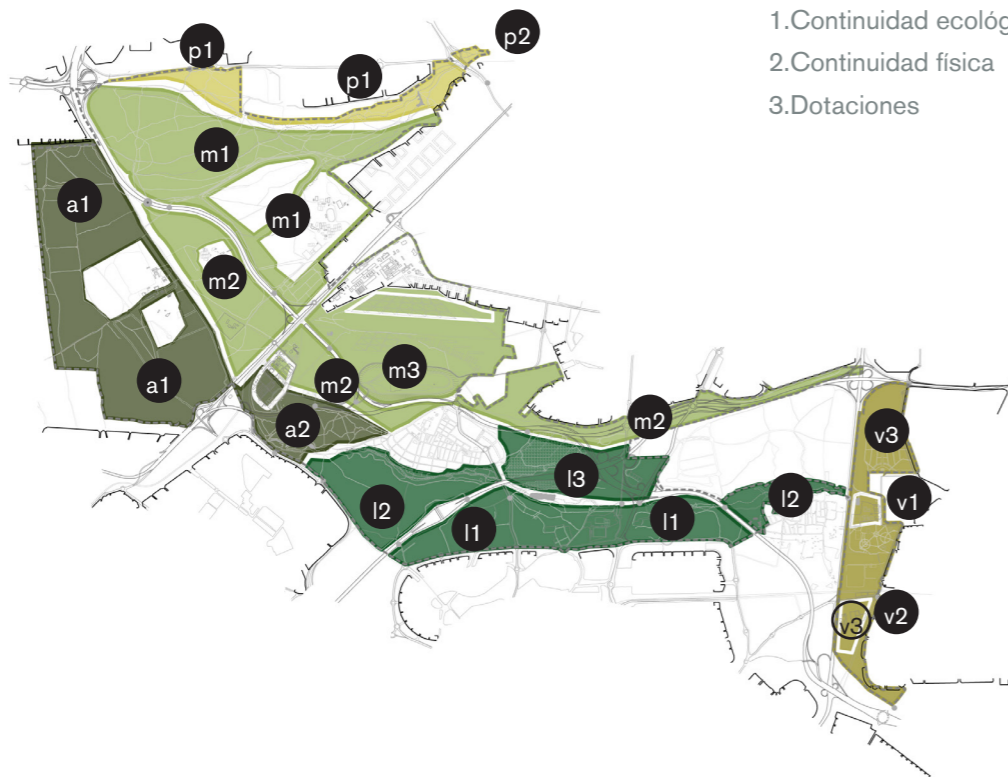 1.Continuidad
2.Continuidad física
3.Dotaciones
p1
p2
p1
m1
a1
m1
m2
a1
m2
m3
a2
m2
v3
l3
l2
v1
l2
l1
l1
v3
v2